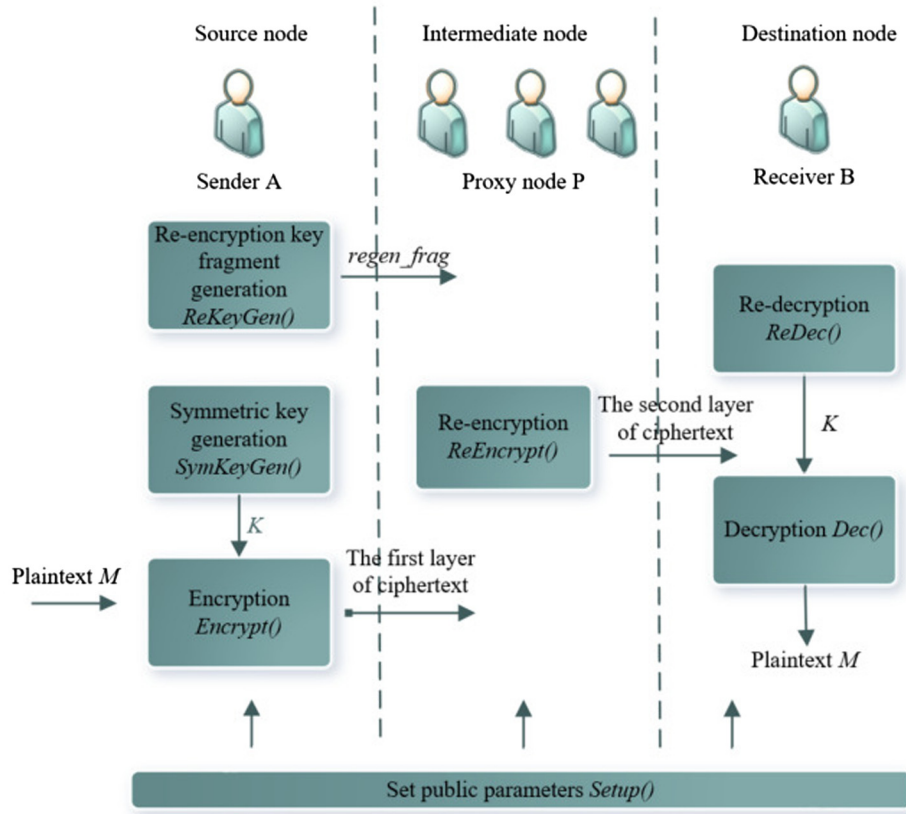 Source node
Intermediate node
Destination node
Sender A
Proxy node P
Receiver B
Re-encryption key
fragment
generation
ReKeyGen()
regen_frag
Re-decryption
ReDec()
Symmetric key
generation
SymKeyGen()
Re-encryption
ReEncrypt()
The second layer
of ciphertext
K
K
Decryption Dec()
Plaintext M
Encryption
Encrypt()
The first layer
of ciphertext
Plaintext M
Set public parameters Setup()